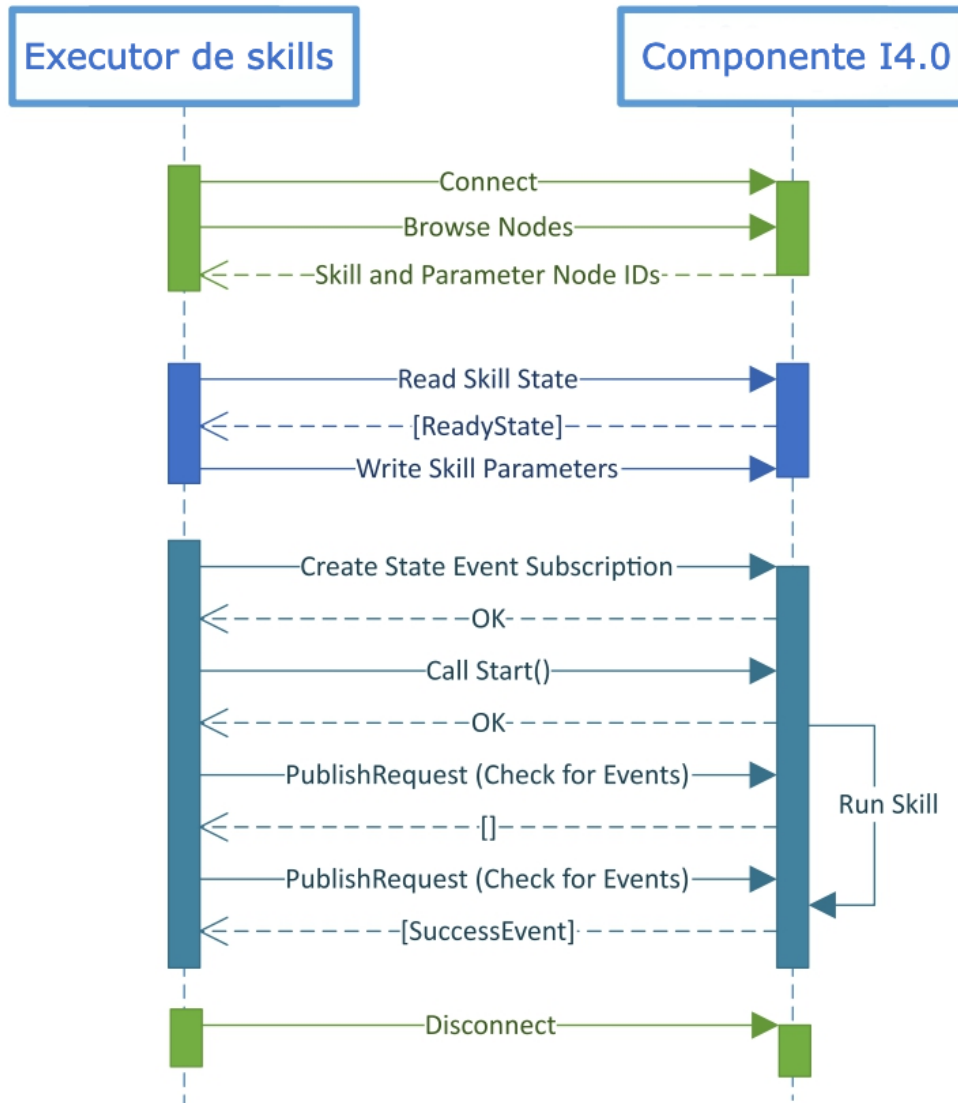 Executor de skills
Componente I4.0
Connect
Browse Nodes
Skill and Parameter Node IDs
Read Skill State
[ReadyState]
Write Skill Parameters
Create State Event Subscription
OK
Call Start()
OK
PublishRequest (Check for Events)
Run Skill
[]
PublishRequest (Check for Events)
[SuccessEvent]
Disconnect